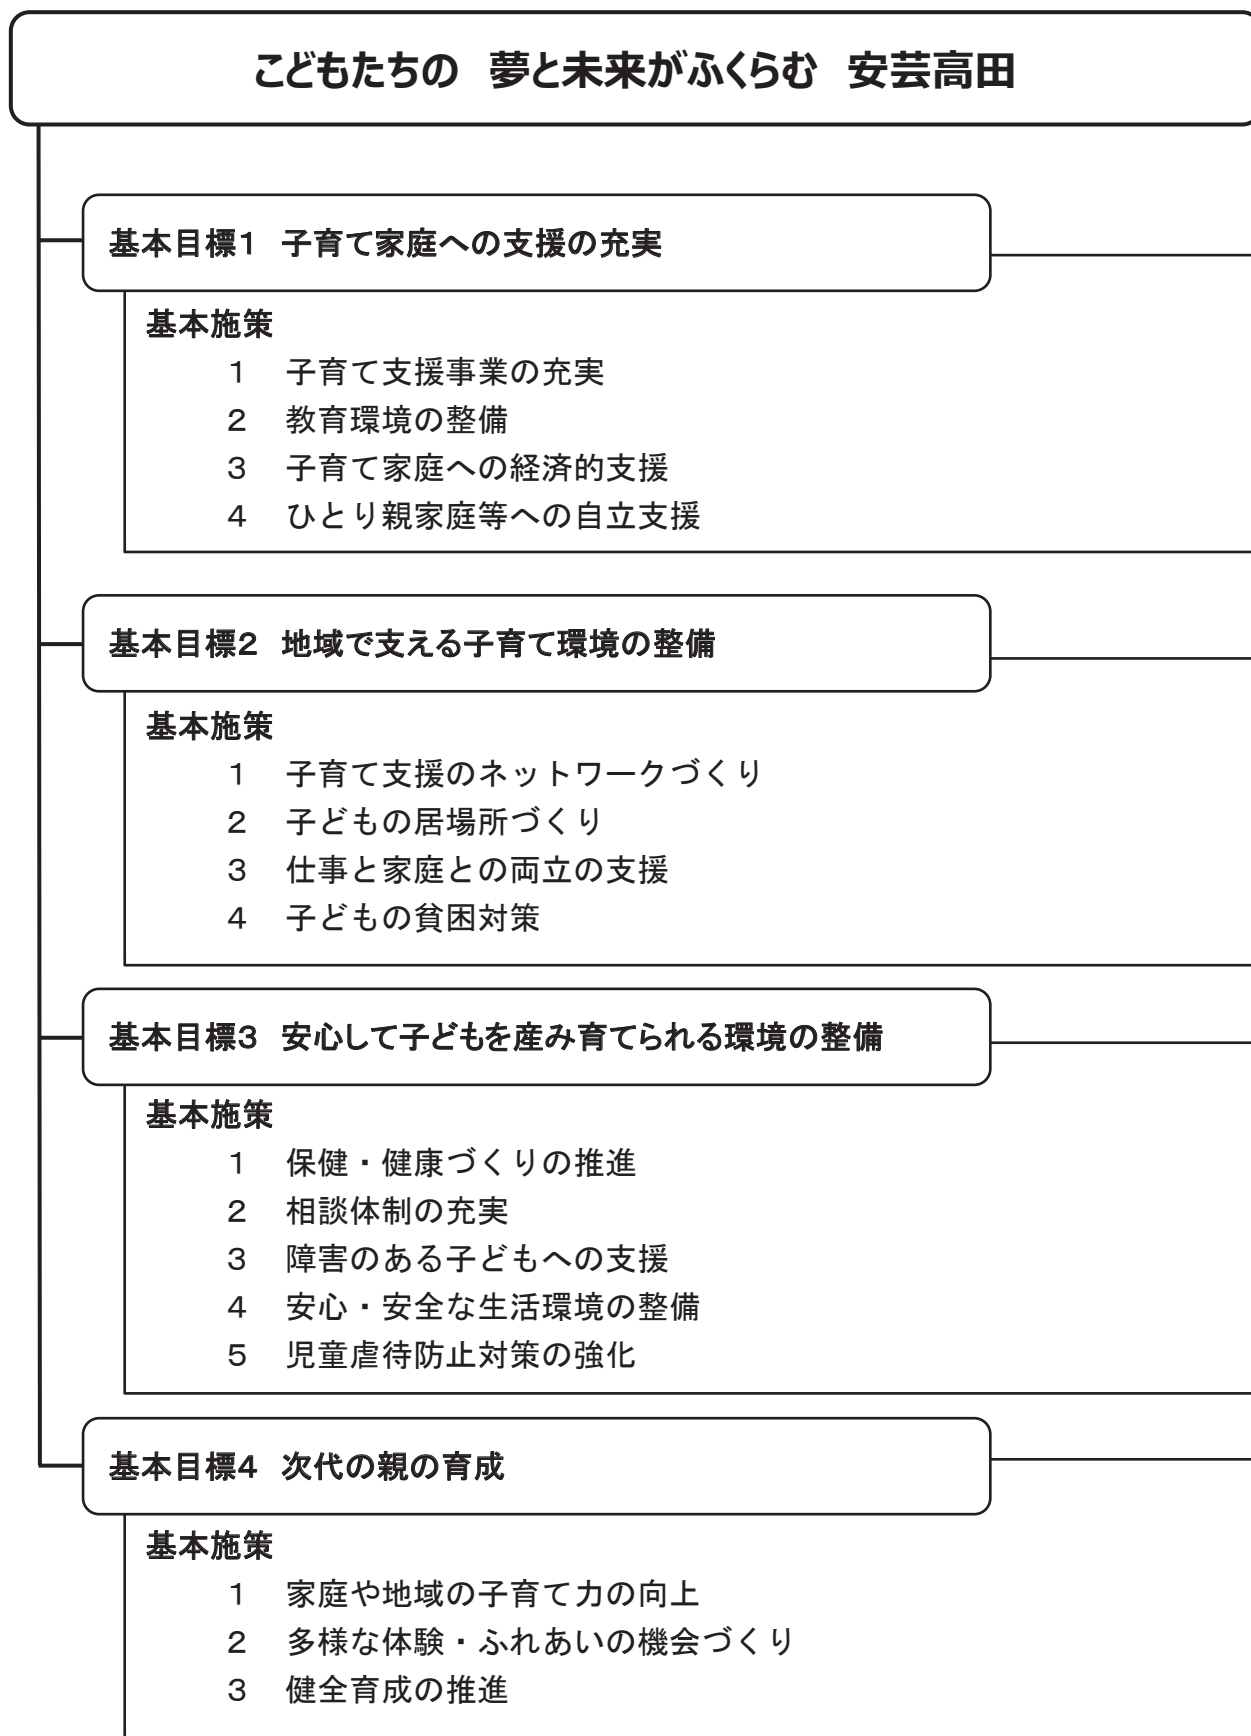 こどもたちの 夢と未来がふくらむ 安芸高田
基本目標1 子育て家庭への支援の充実
基本施策
1 子育て支援事業の充実
2 教育環境の整備
3 子育て家庭への経済的支援
4 ひとり親家庭等への自立支援
基本目標2 地域で支える子育て環境の整備
基本施策
1 子育て支援のネットワークづくり
2 子どもの居場所づくり
3 仕事と家庭との両立の支援
4 子どもの貧困対策
基本目標3 安心して子どもを産み育てられる環境の整備
基本施策
1 保健・健康づくりの推進
2 相談体制の充実
3 障害のある子どもへの支援
4 安心・安全な生活環境の整備
5 児童虐待防止対策の強化
基本目標4 次代の親の育成
基本施策
1 家庭や地域の子育て力の向上
2 多様な体験・ふれあいの機会づくり
3 健全育成の推進